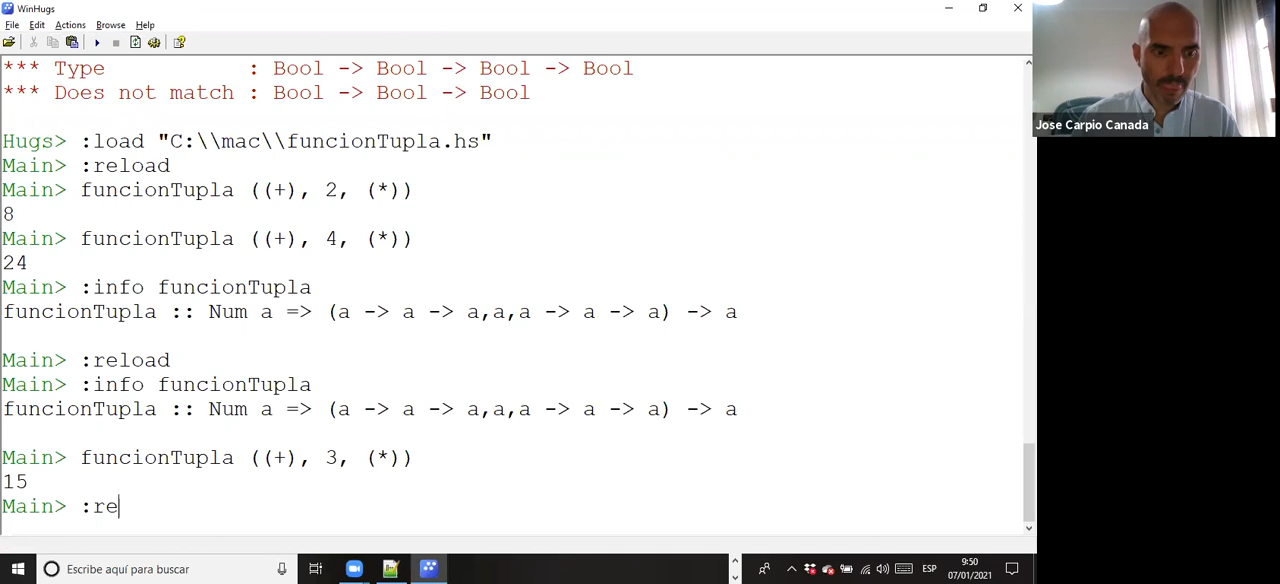 WinHugs
File Edit Actions Browse Help
*** Type : Bool -> Bool -> Bool -> Bool
*** Does not match : Bool -> Bool -> Bool
Hugs> :load "C:\\mac\\funcionTupla.hs"
Main> :reload
Main> funcionTupla ((+), 2, (*))
8
Main> funcionTupla ((+), 4, (*))
24
Main> :info funcionTupla
funcionTupla :: Num a => (a -> a -> a,a,a -> a -> a) -> a
Main> :reload
Main> :info funcionTupla
funcionTupla :: Num a => (a -> a -> a,a,a -> a -> a) -> a
Main> funcionTupla ((+), 3, (*))
15
Main> :re
Jose Carpio Canada
Escribe aquí para buscar
ESP
9:50
07/01/2021